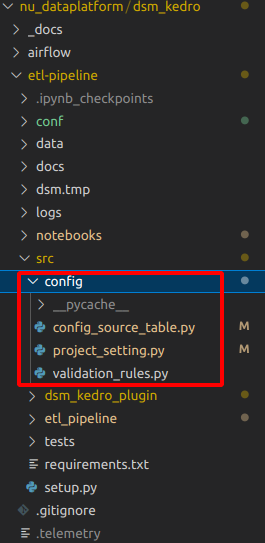 nu_dataplatform / dsm_kedro
_docs
airflow
etl-pipeline
.ipynb_checkpoints
conf
data
docs
dsm.tmp
logs
notebooks
src
config
__pycache__
config_source_table.py M
project_setting.py M
validation_rules.py
dsm_kedro_plugin
etl_pipeline
tests
requirements.txt
setup.py
.gitignore
.telemetry